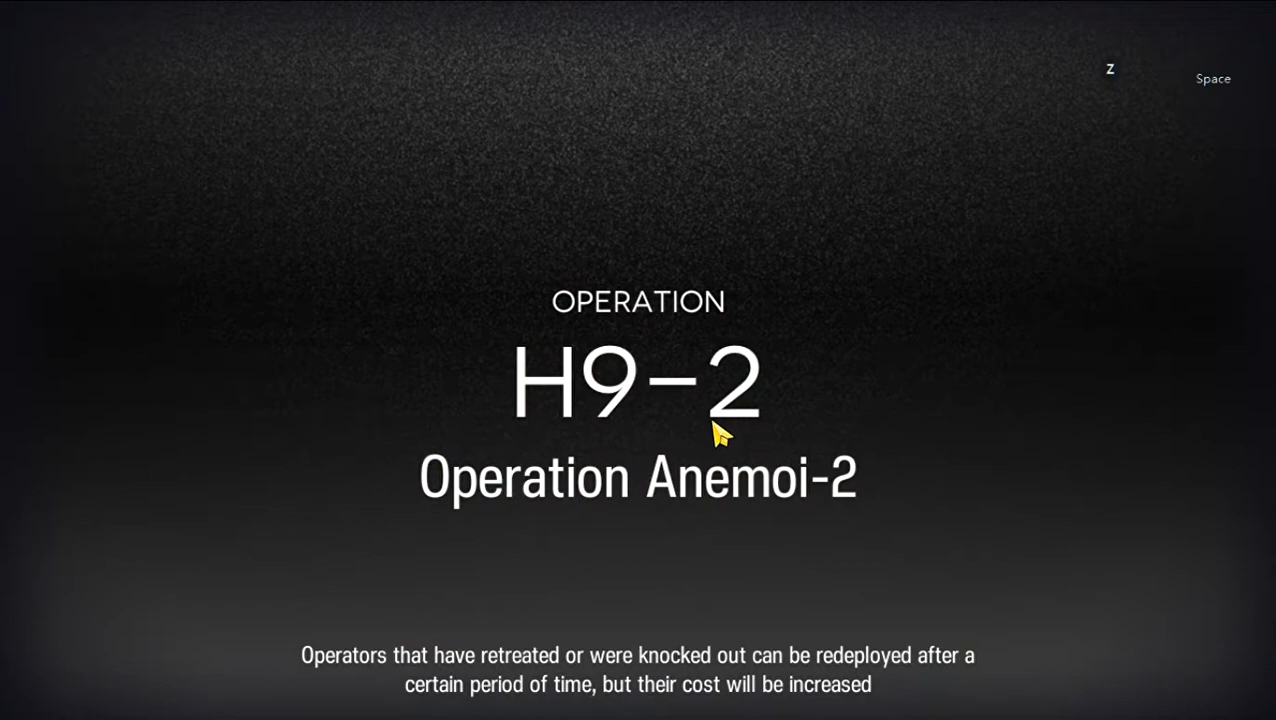 Z
Space
OPERATION
H9-2
Operation Anemoi-2
Operators that have retreated or were knocked out can be redeployed after a
certain period of time, but their cost will be increased